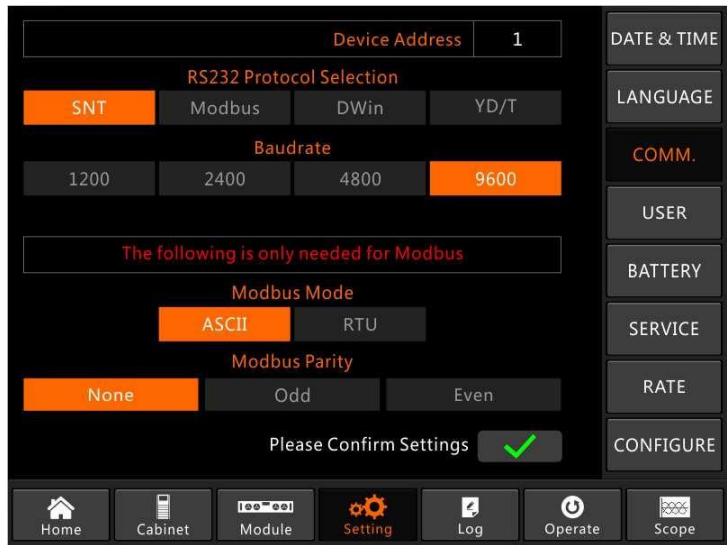 Device Address 1
RS232 Protocol Selection
SNT Modbus DWin YD/T
Baudrate
1200 2400 4800 9600
The following is only needed for Modbus
Modbus Mode
ASCII RTU
Modbus Parity
None Odd Even
Please Confirm Settings
DATE & TIME
LANGUAGE
COMM.
USER
BATTERY
SERVICE
RATE
CONFIGURE
Home Cabinet Module Setting Log Operate Scope